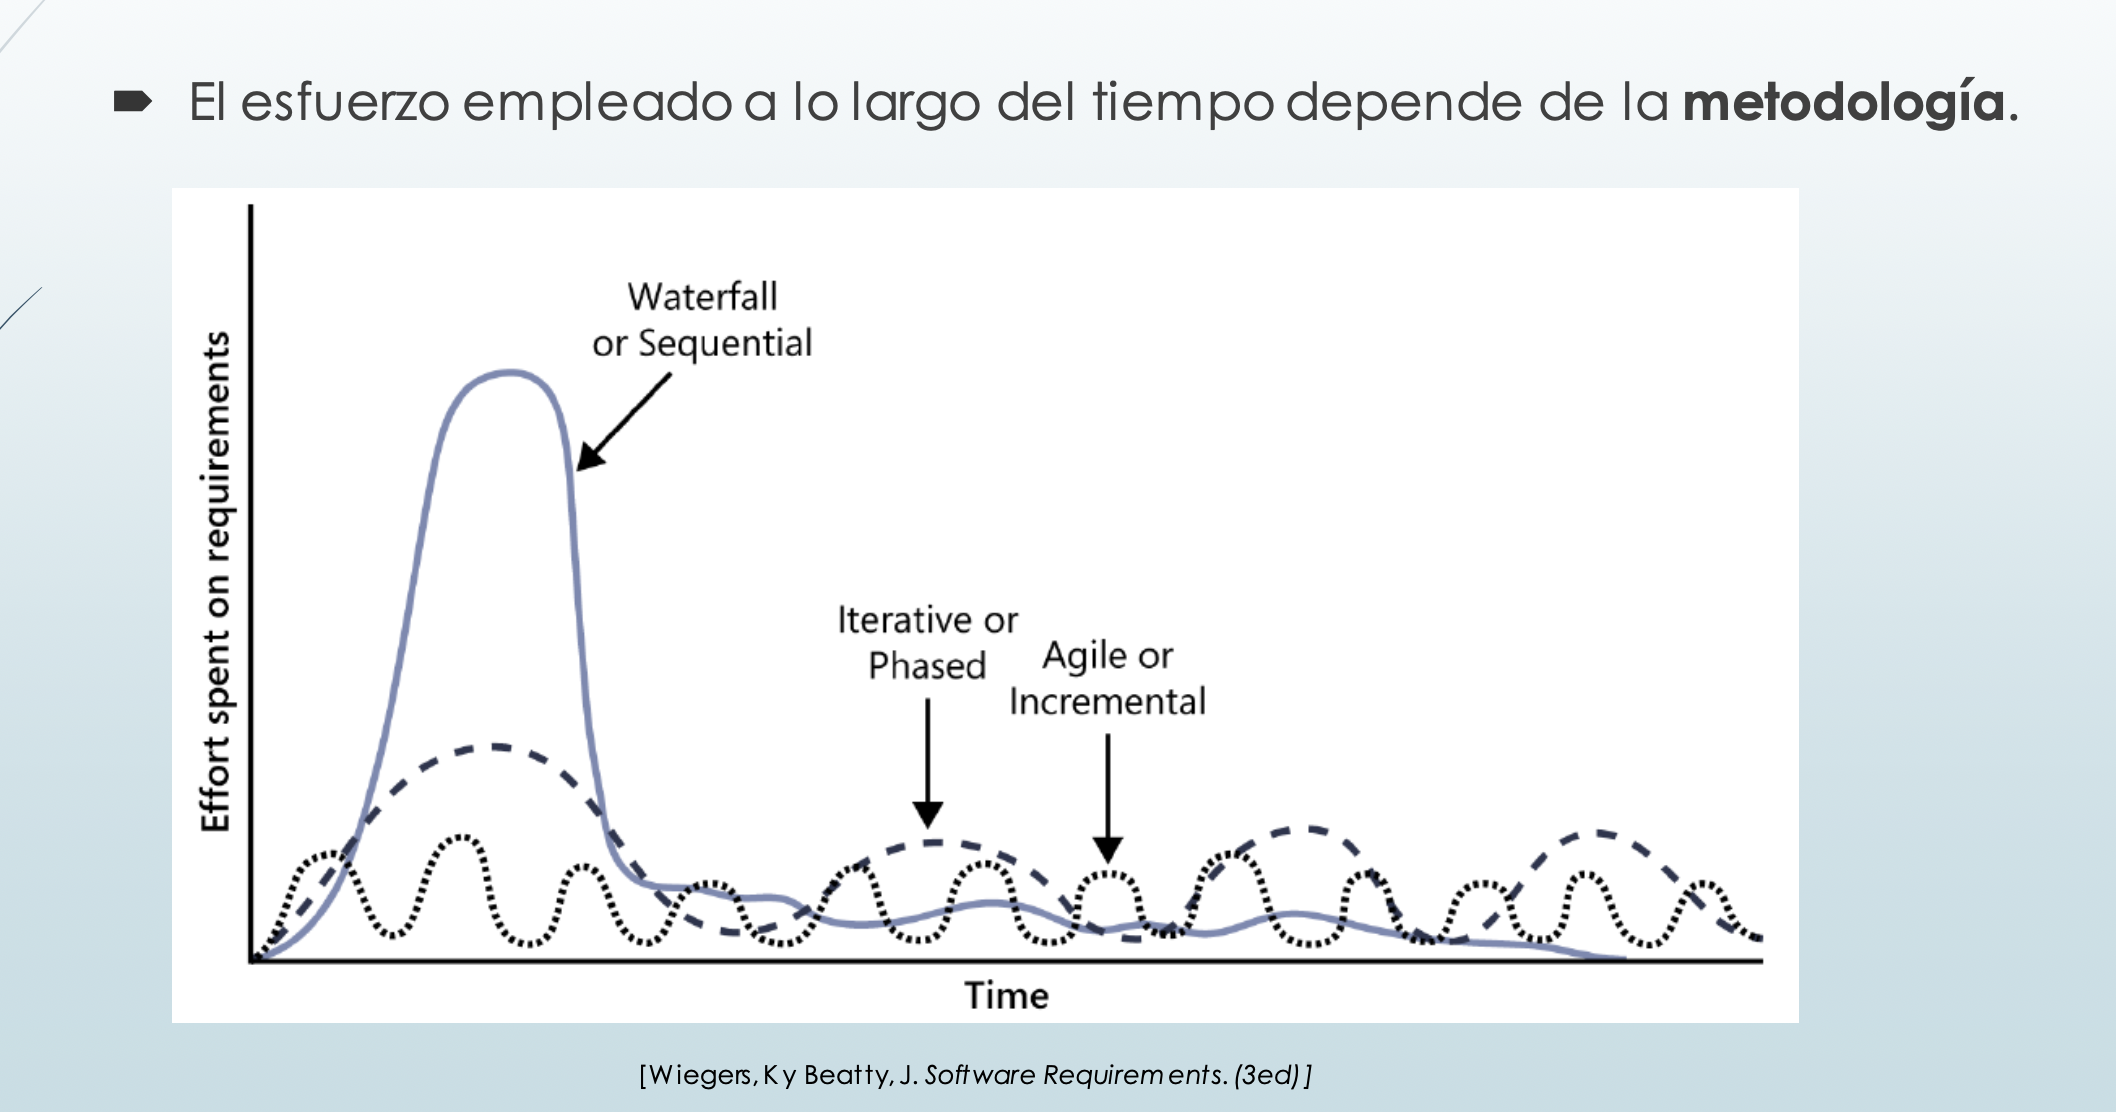 El esfuerzo empleado a lo largo del tiempo depende de la metodología.
Waterfall
or Sequential
Effort spent on requirements
Iterative or
Phased
Agile or
Incremental
Time
[Wiegers, K y Beatty, J. Software Requirements. (3ed)]